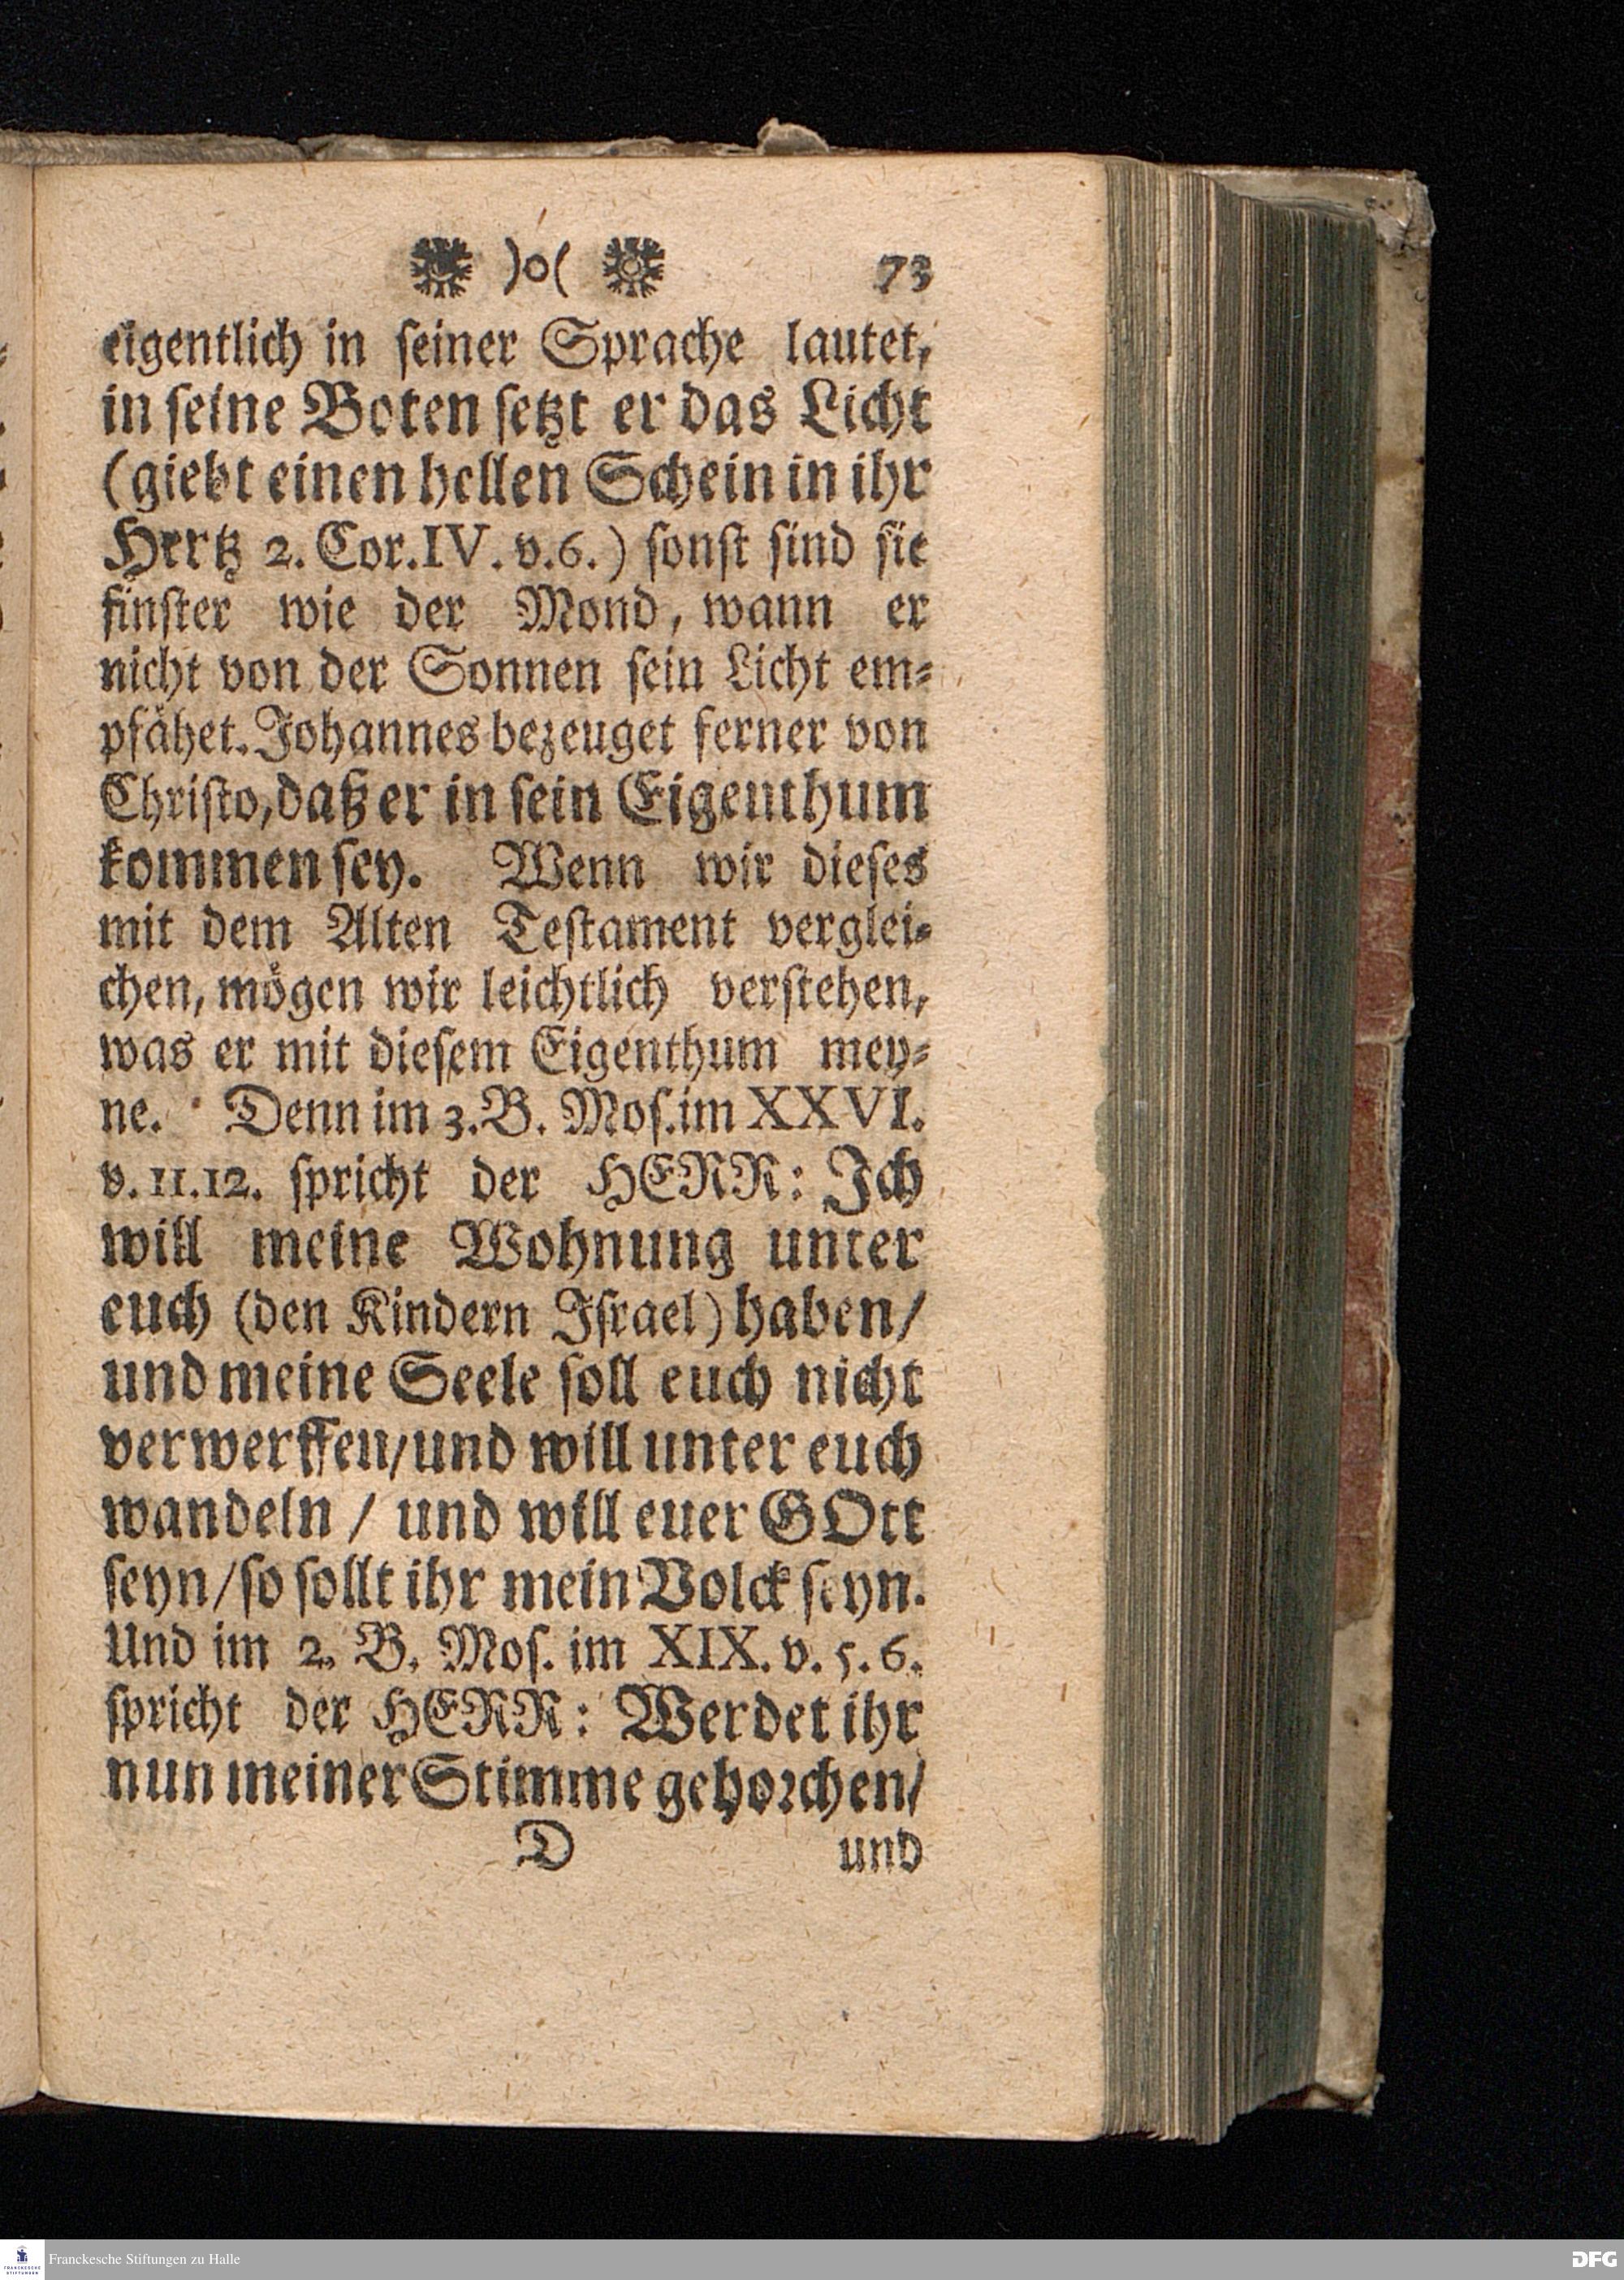 )o( 73
eigentlich in seiner Sprache lautet,
in seine Boten setzt er das Licht
(giebt einen hellen Schein in ihr
Hertz 2. Cor. IV. v. 6.) sonst sind sie
finster wie der Mond, wann er
nicht von der Sonnen sein Licht em-
pfähet. Johannes bezeuget ferner von
Christo, daß er in sein Eigenthum
kommen sey. Wenn wir dieses
mit dem Alten Testament verglei-
chen, mögen wir leichtlich verstehen,
was er mit diesem Eigenthum mey-
ne. Denn im 3. B. Mos. im XXVI.
v. 11. 12. spricht der HERR: Ich
will meine Wohnung unter
euch (den Kindern Israel) haben/
und meine Seele soll euch nicht
verwerffen/ und will unter euch
wandeln / und will euer GOtt
seyn/ so sollt ihr mein Volck seyn.
Und im 2. B. Mos. im XIX. v. 5. 6.
spricht der HERR: Werdet ihr
nun meiner Stimme gehorchen/
D und
Franckesche Stiftungen zu Halle
DFG